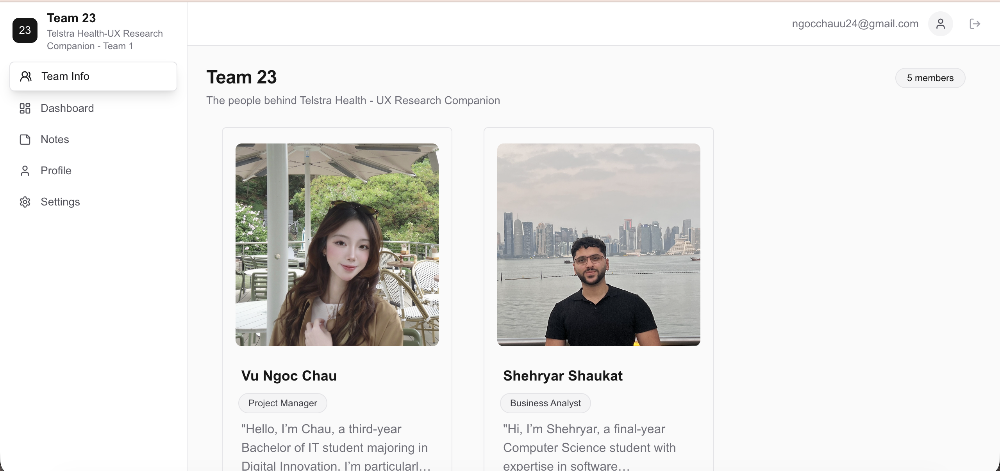 23
Team 23
Telstra Health-UX Research
Companion - Team 1
Team Info
Dashboard
Notes
Profile
Settings
ngocchauu24@gmail.com
Team 23
5 members
The people behind Telstra Health - UX Research Companion
Vu Ngoc Chau
Project Manager
"Hello, I’m Chau, a third-year
Bachelor of IT student majoring in
Digital Innovation. I’m particularl…
Shehryar Shaukat
Business Analyst
"Hi, I’m Shehryar, a final-year
Computer Science student with
expertise in software…